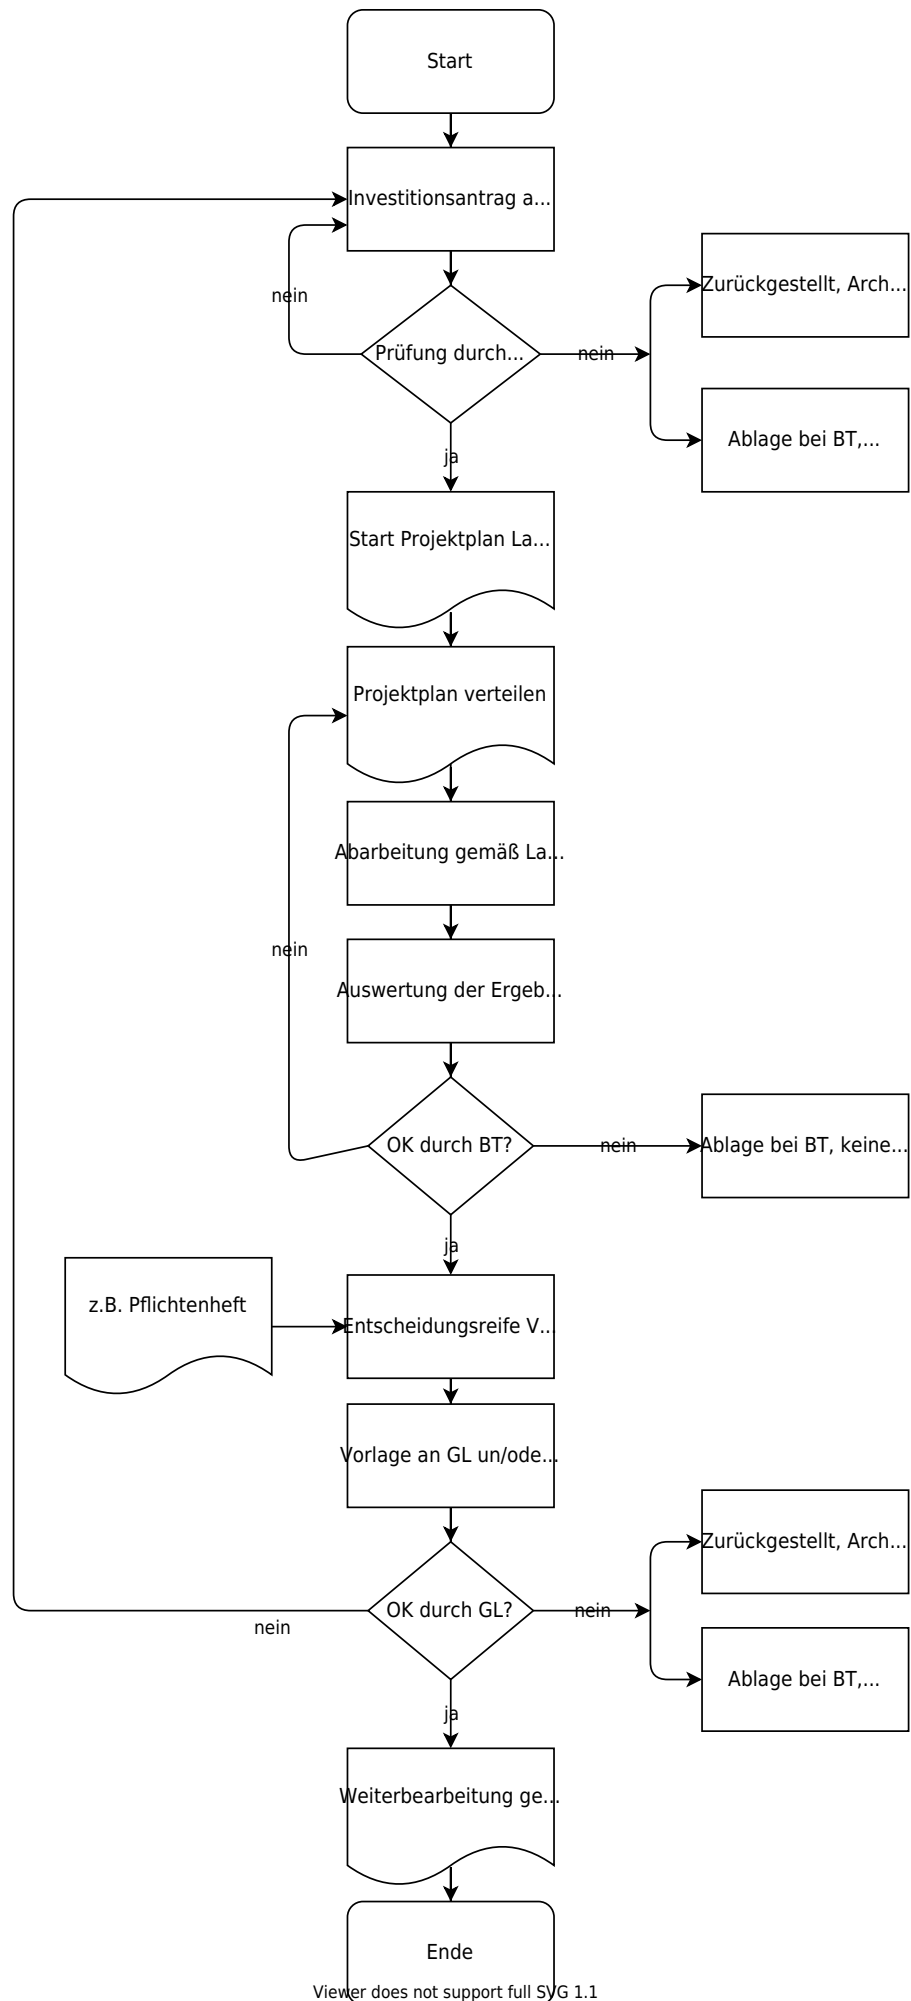 Start
Investitionsantrag a...
nein
Zurückgestellt, Arch...
Prüfung durch...
nein
Ablage bei BT,...
ja
Start Projektplan La...
Projektplan verteilen
Abarbeitung gemäß La...
nein
Auswertung der Ergeb...
OK durch BT?
nein
Ablage bei BT, keine...
ja
z.B. Pflichtenheft
Entscheidungsreife V...
Vorlage an GL un/ode...
Zurückgestellt, Arch...
OK durch GL?
nein
nein
Ablage bei BT,...
ja
Weiterbearbeitung ge...
Ende
Viewer does not support full SVG 1.1